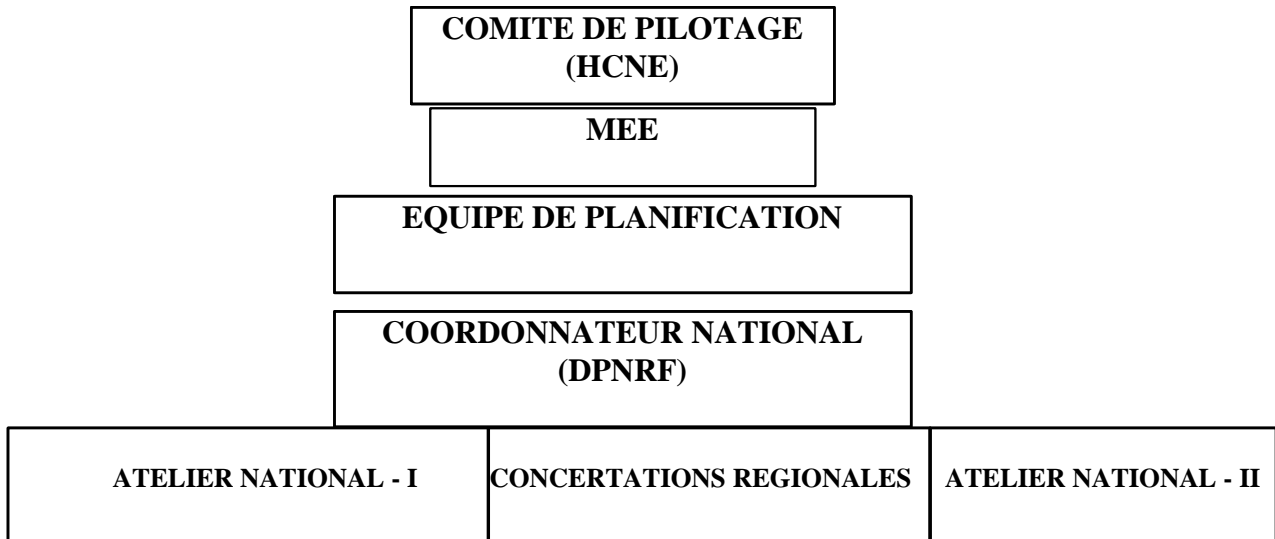 COMITE DE PILOTAGE
(HCNE)
MEE
EQUIPE DE PLANIFICATION
COORDONNATEUR NATIONAL
(DPNRF)
ATELIER NATIONAL - I
CONCERTATIONS REGIONALES
ATELIER NATIONAL - II